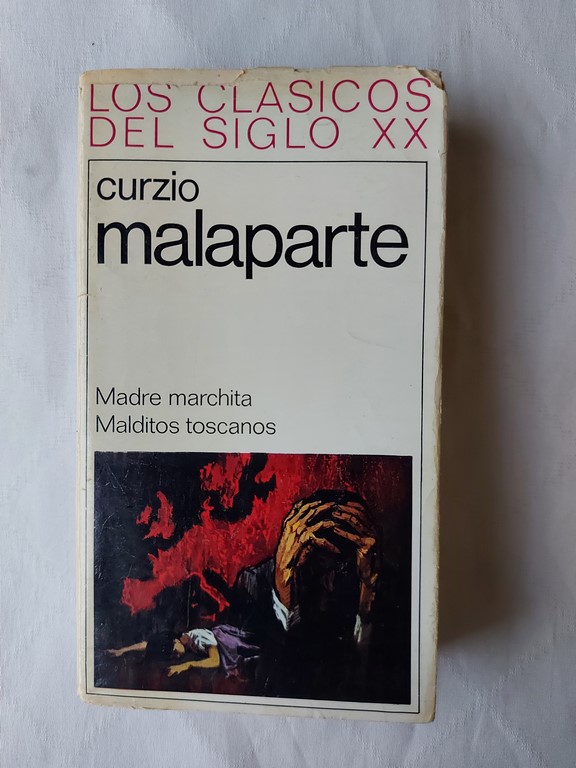 LOS CLASICOS
DEL SIGLO XX
curzio
malaparte
Madre marchita
Malditos toscanos